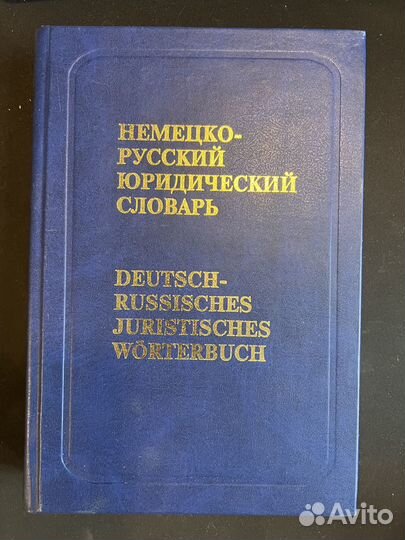 НЕМЕЦКО-
РУССКИЙ
ЮРИДИЧЕСКИЙ
СЛОВАРЬ
DEUTSCH-
RUSSISCHES
JURISTISCHES
WÖRTERBUCH
Avito